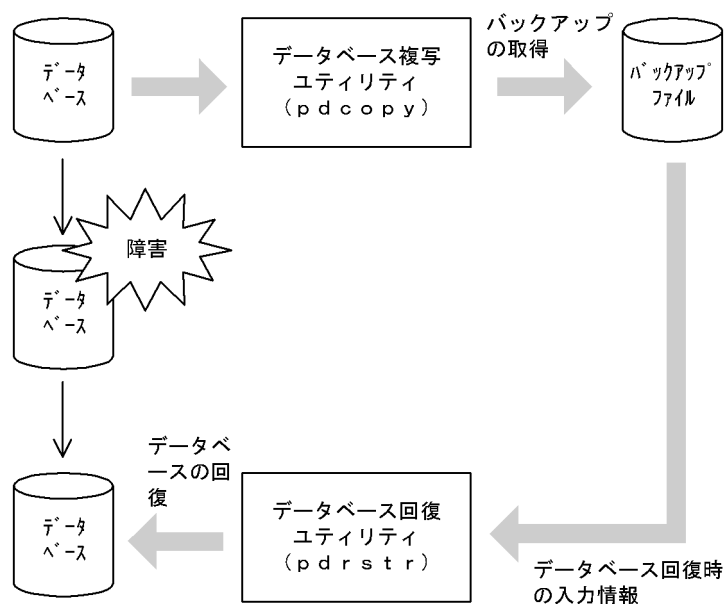 データ
ベース
データベース複写
ユティリティ
(pdcopy)
バックアップ
の取得
バックアップ
ファイル
障害
データ
ベース
データベ
ースの回
復
データ
ベース
データベース回復
ユティリティ
(pdrstr)
データベース回復時
の入力情報